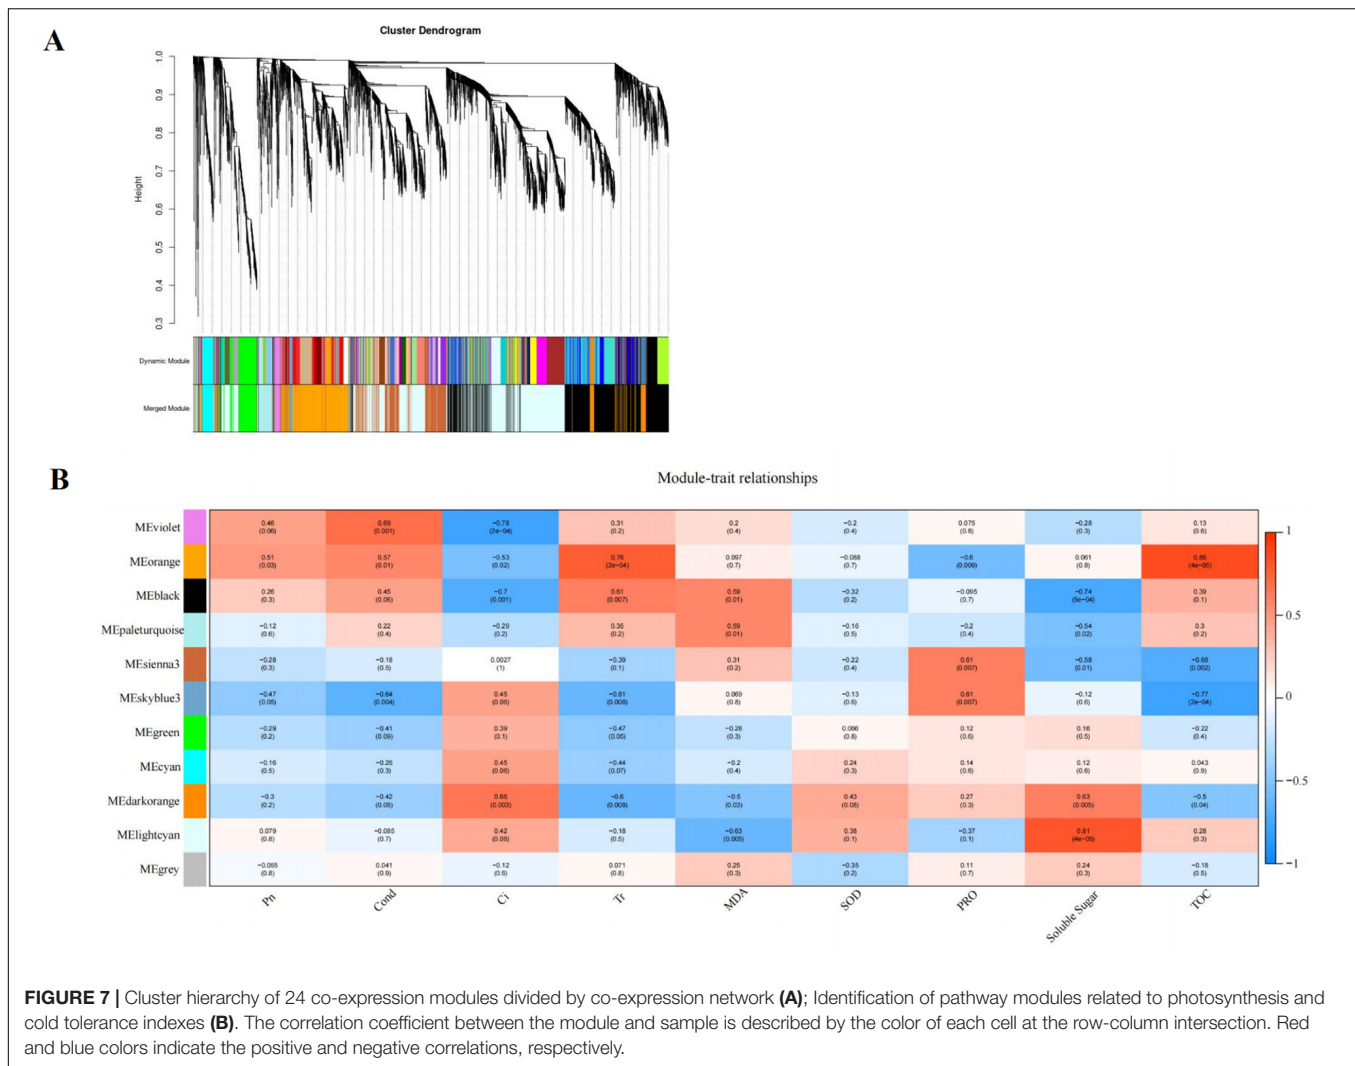 A
Cluster Dendrogram
1.0
0.9
0.8
0.7
0.6
0.5
0.4
0.3
Height
Dynamic Module
Merged Module
B
Module-trait relationships
MEviolet 0.46 0.69 −0.78 0.31 0.2 −0.2 0.075 −0.28 0.13
(0.06) (0.001) (2e−04) (0.2) (0.4) (0.4) (0.8) (0.3) (0.6)
MEorange 0.51 0.57 −0.53 0.76 0.097 −0.088 −0.6 0.061 0.86
(0.03) (0.01) (0.02) (2e−04) (0.7) (0.7) (0.009) (0.8) (4e−06)
MEblack 0.26 0.45 −0.7 0.61 0.59 −0.32 −0.095 −0.74 0.39
(0.3) (0.06) (0.001) (0.007) (0.01) (0.2) (0.7) (5e−04) (0.1)
MEpaleturquoise −0.12 0.22 −0.29 0.35 0.59 −0.16 −0.2 −0.54 0.3
(0.6) (0.4) (0.2) (0.2) (0.01) (0.5) (0.4) (0.02) (0.2)
MEsienna3 −0.28 −0.18 0.0027 −0.39 0.31 −0.22 0.61 −0.58 −0.68
(0.3) (0.5) (1) (0.1) (0.2) (0.4) (0.007) (0.01) (0.002)
MEskyblue3 −0.47 −0.64 0.45 −0.61 0.069 −0.13 0.61 −0.12 −0.77
(0.05) (0.004) (0.06) (0.008) (0.8) (0.6) (0.007) (0.6) (2e−04)
MEgreen −0.29 −0.41 0.39 −0.47 −0.28 0.066 0.12 0.16 −0.22
(0.2) (0.09) (0.1) (0.05) (0.3) (0.8) (0.6) (0.5) (0.4)
MEcyan −0.16 −0.26 0.45 −0.44 −0.2 0.24 0.14 0.12 0.043
(0.5) (0.3) (0.06) (0.07) (0.4) (0.3) (0.6) (0.6) (0.9)
MEdarkorange −0.3 −0.42 0.66 −0.6 −0.5 0.43 0.27 0.63 −0.5
(0.2) (0.08) (0.003) (0.008) (0.03) (0.08) (0.3) (0.005) (0.04)
MElightcyan 0.079 −0.085 0.42 −0.18 −0.63 0.38 −0.37 0.81 0.28
(0.8) (0.7) (0.08) (0.5) (0.005) (0.1) (0.1) (4e−05) (0.3)
MEgrey −0.055 0.041 −0.12 0.071 0.25 −0.35 0.11 0.24 −0.18
(0.8) (0.9) (0.6) (0.8) (0.3) (0.2) (0.7) (0.3) (0.5)
Pn Cond Ci Tr MDA SOD PRO Soluble Sugar TOC
1
0.5
0
−0.5
−1
FIGURE 7 | Cluster hierarchy of 24 co-expression modules divided by co-expression network (A); Identification of pathway modules related to photosynthesis and
cold tolerance indexes (B). The correlation coefficient between the module and sample is described by the color of each cell at the row-column intersection. Red
and blue colors indicate the positive and negative correlations, respectively.